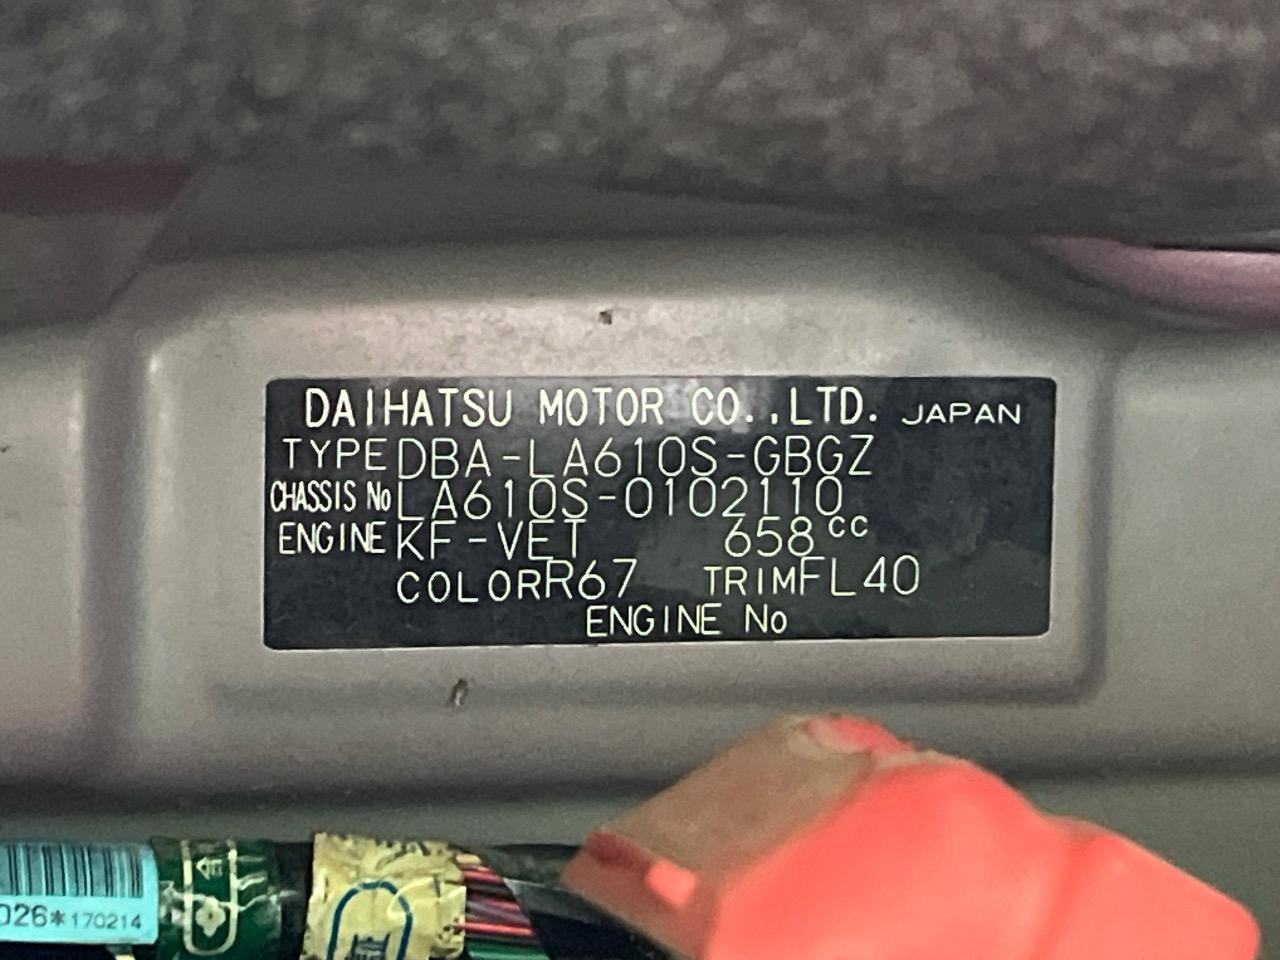 DAIHATSU MOTOR CO.,LTD. JAPAN
TYPE DBA-LA610S-GBGZ
CHASSIS No LA610S-0102110
ENGINE KF-VET 658cc
COLOR R67 TRIM FL40
ENGINE No
026*170214